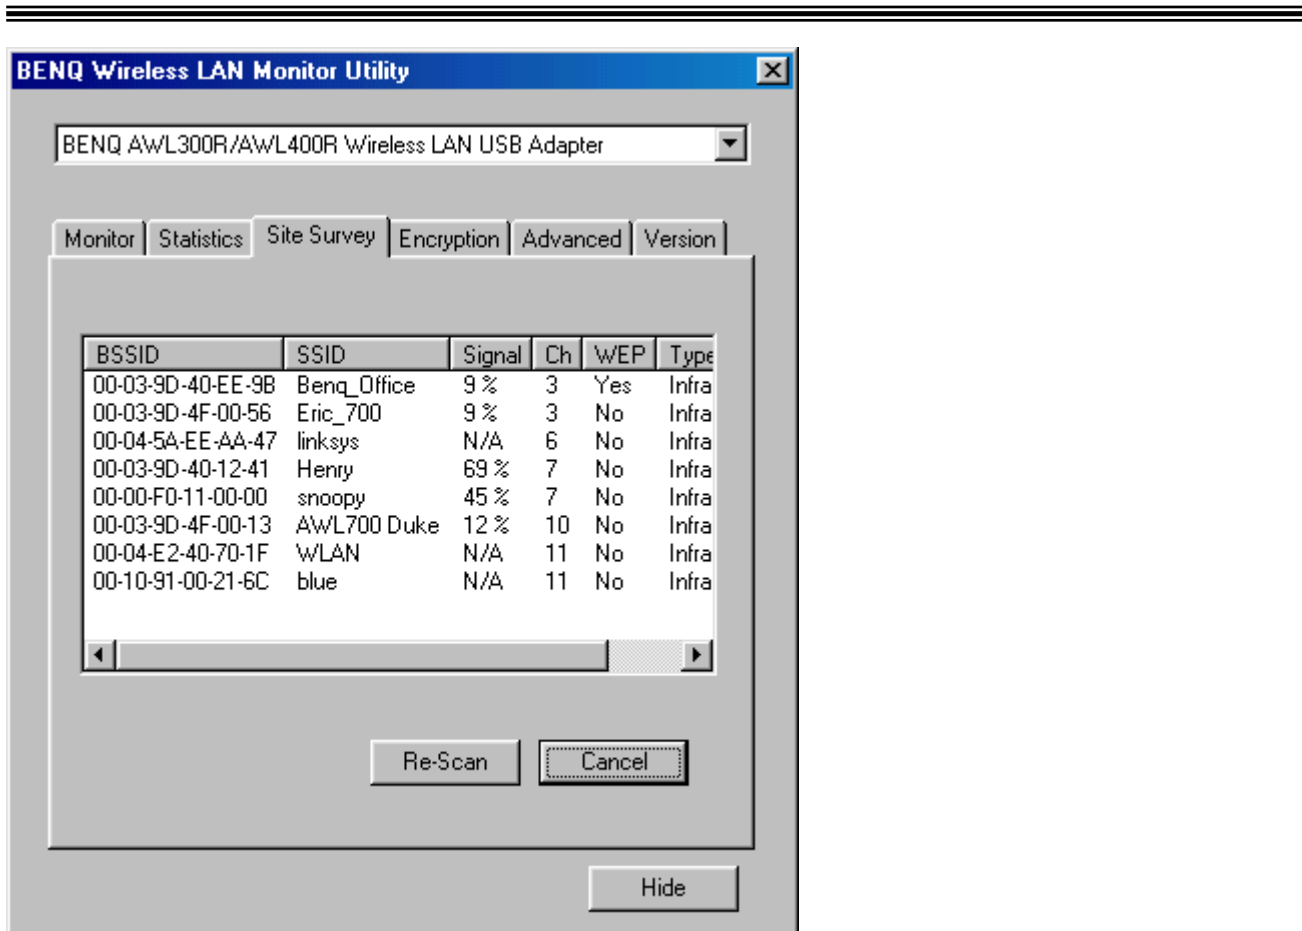 BENQ Wireless LAN Monitor Utility
BENQ AWL300R/AWL400R Wireless LAN USB Adapter
Monitor Statistics Site Survey Encryption Advanced Version
BSSID SSID Signal Ch WEP Type
00-03-9D-40-EE-9B Benq_Office 9 % 3 Yes Infra
00-03-9D-4F-00-56 Eric_700 9 % 3 No Infra
00-04-5A-EE-AA-47 linksys N/A 6 No Infra
00-03-9D-40-12-41 Henry 69 % 7 No Infra
00-00-F0-11-00-00 snoopy 45 % 7 No Infra
00-03-9D-4F-00-13 AWL700 Duke 12 % 10 No Infra
00-04-E2-40-70-1F WLAN N/A 11 No Infra
00-10-91-00-21-6C blue N/A 11 No Infra
Re-Scan Cancel
Hide